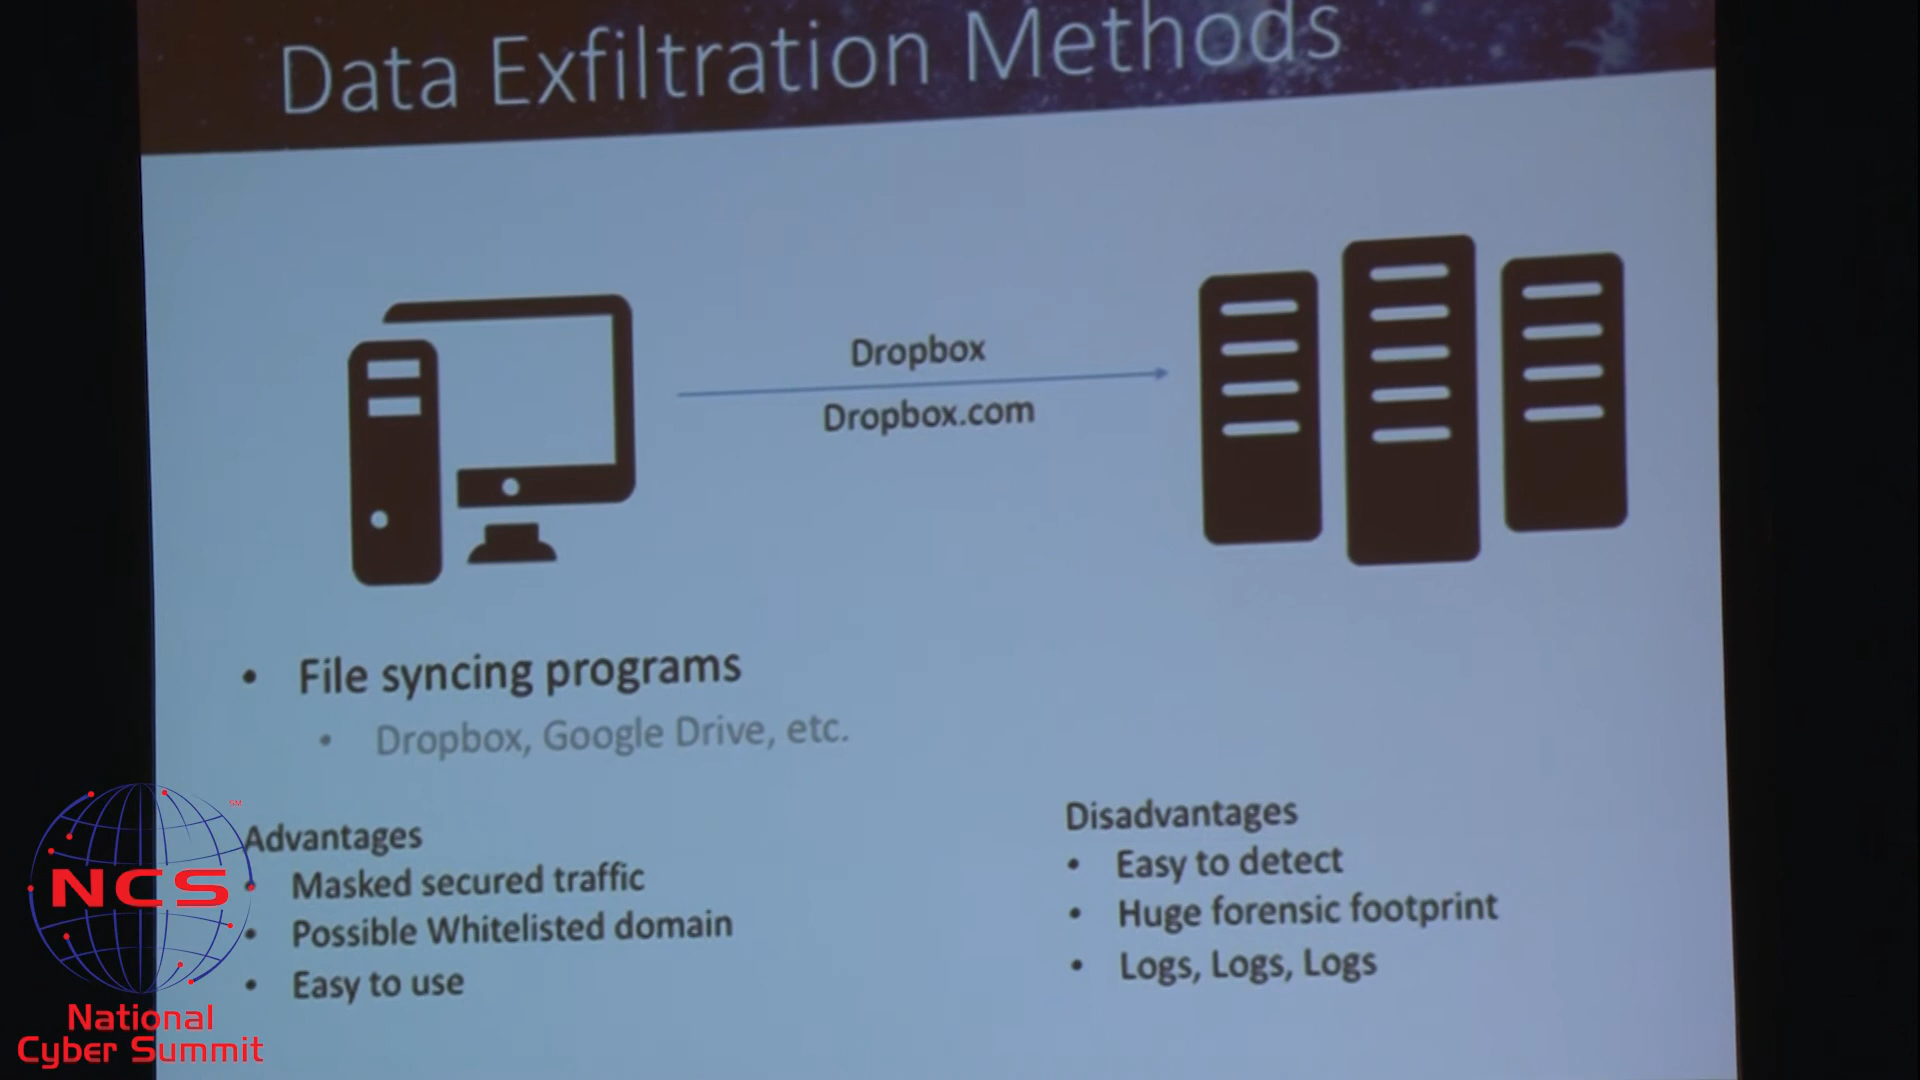 Data Exfiltration Methods
Dropbox
Dropbox.com
• File syncing programs
• Dropbox, Google Drive, etc.
Advantages
• Masked secured traffic
• Possible Whitelisted domain
• Easy to use
Disadvantages
• Easy to detect
• Huge forensic footprint
• Logs, Logs, Logs
SM
NCS
National
Cyber Summit